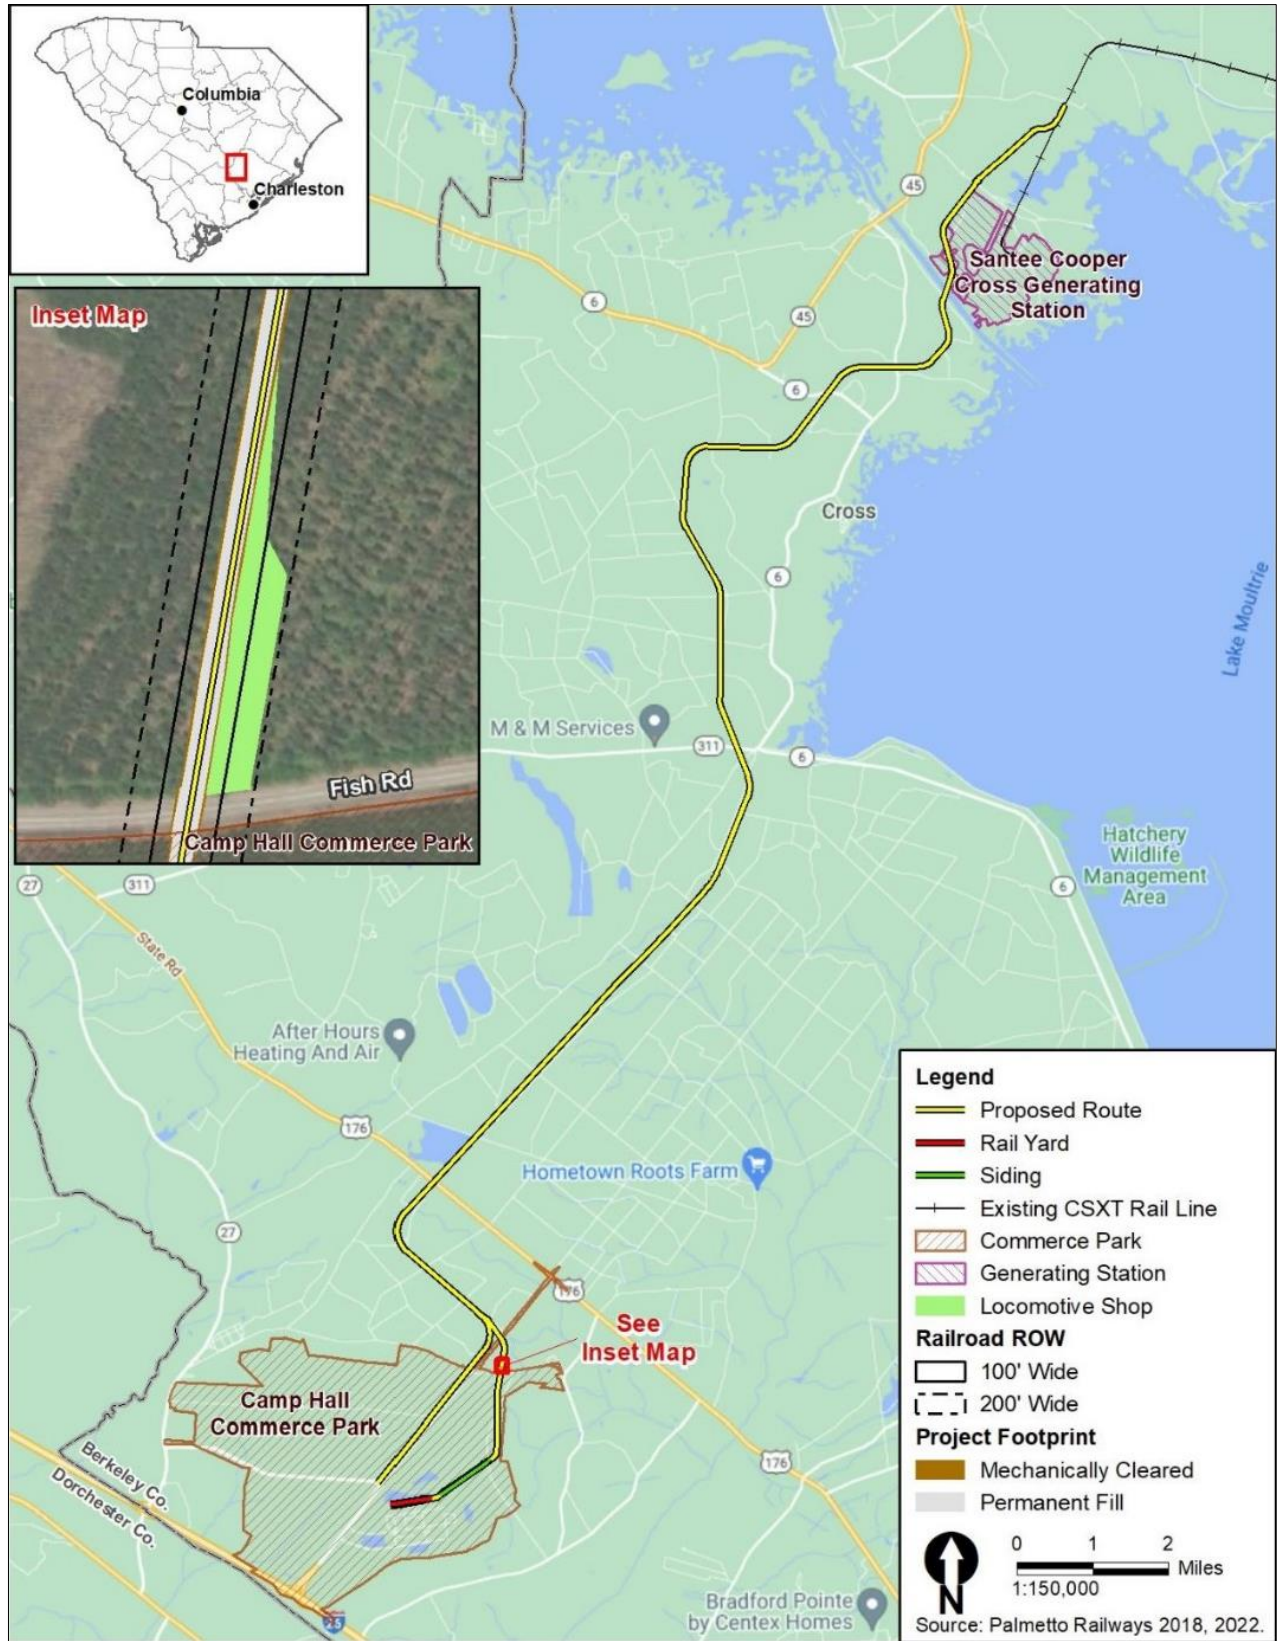 Columbia
Charleston
Inset Map
Fish Rd
Camp Hall Commerce Park
45
6
45
6
Santee Cooper
Cross Generating
Station
Cross
6
Lake Moultrie
M & M Services
311
6
Hatchery
Wildlife
Management
Area
6
27
311
State Rd
After Hours
Heating And Air
176
Hometown Roots Farm
27
176
See
Inset Map
Camp Hall
Commerce Park
Berkeley Co.
Dorchester Co.
176
26
Bradford Pointe
by Centex Homes
Legend
Proposed Route
Rail Yard
Siding
Existing CSXT Rail Line
Commerce Park
Generating Station
Locomotive Shop
Railroad ROW
100' Wide
200' Wide
Project Footprint
Mechanically Cleared
Permanent Fill
N
0 1 2
Miles
1:150,000
Source: Palmetto Railways 2018, 2022.